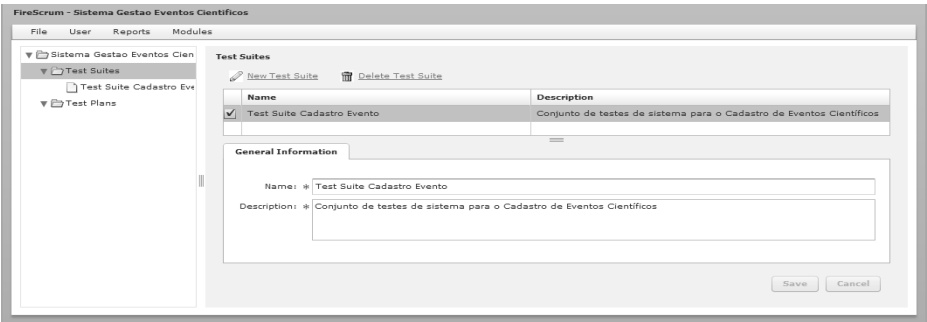 FireScrum - Sistema Gestao Eventos Científicos
File User Reports Modules
Sistema Gestao Eventos Cien
Test Suites
Test Suite Cadastro Eve
Test Plans
Test Suites
New Test Suite Delete Test Suite
Name Description
Test Suite Cadastro Evento Conjunto de testes de sistema para o Cadastro de Eventos Científicos
General Information
Name: * Test Suite Cadastro Evento
Description: * Conjunto de testes de sistema para o Cadastro de Eventos Científicos
Save Cancel